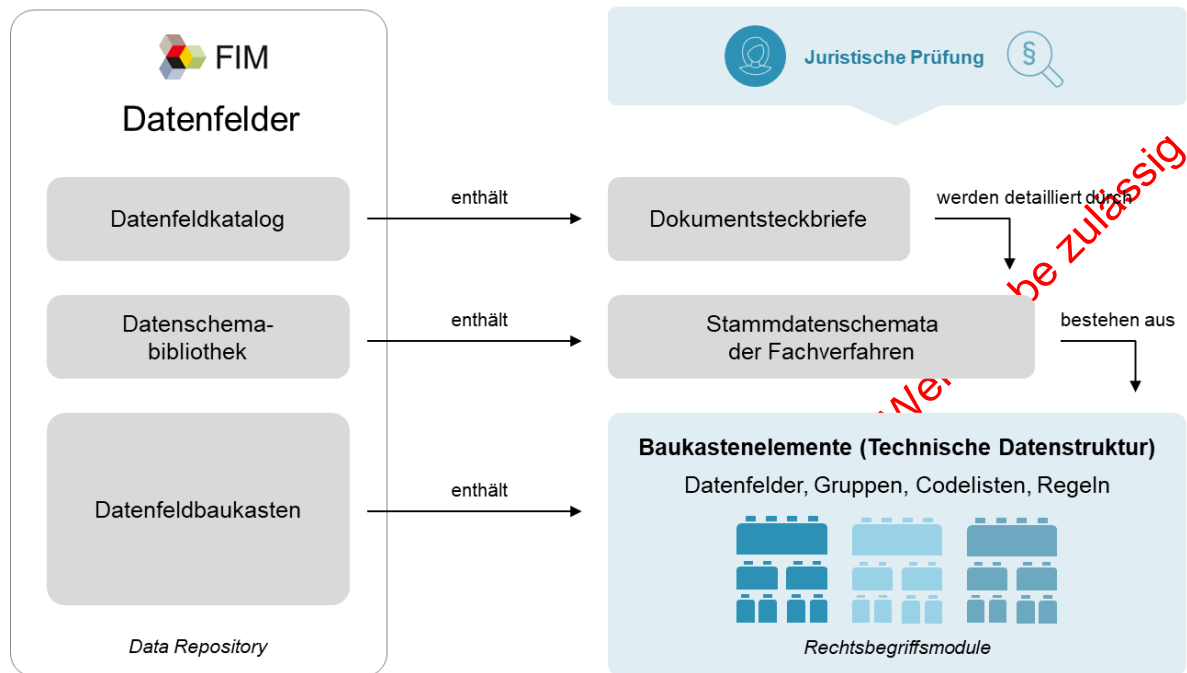 FIM
Datenfelder
Datenfeldkatalog
Datenschema-
bibliothek
Datenfeldbaukasten
Data Repository
enthält
enthält
enthält
Juristische Prüfung
§
Dokumentsteckbriefe
werden detailliert durch
Stammdatenschemata
der Fachverfahren
bestehen aus
Baukastenelemente (Technische Datenstruktur)
Datenfelder, Gruppen, Codelisten, Regeln
Rechtsbegriffsmodule
zulässig